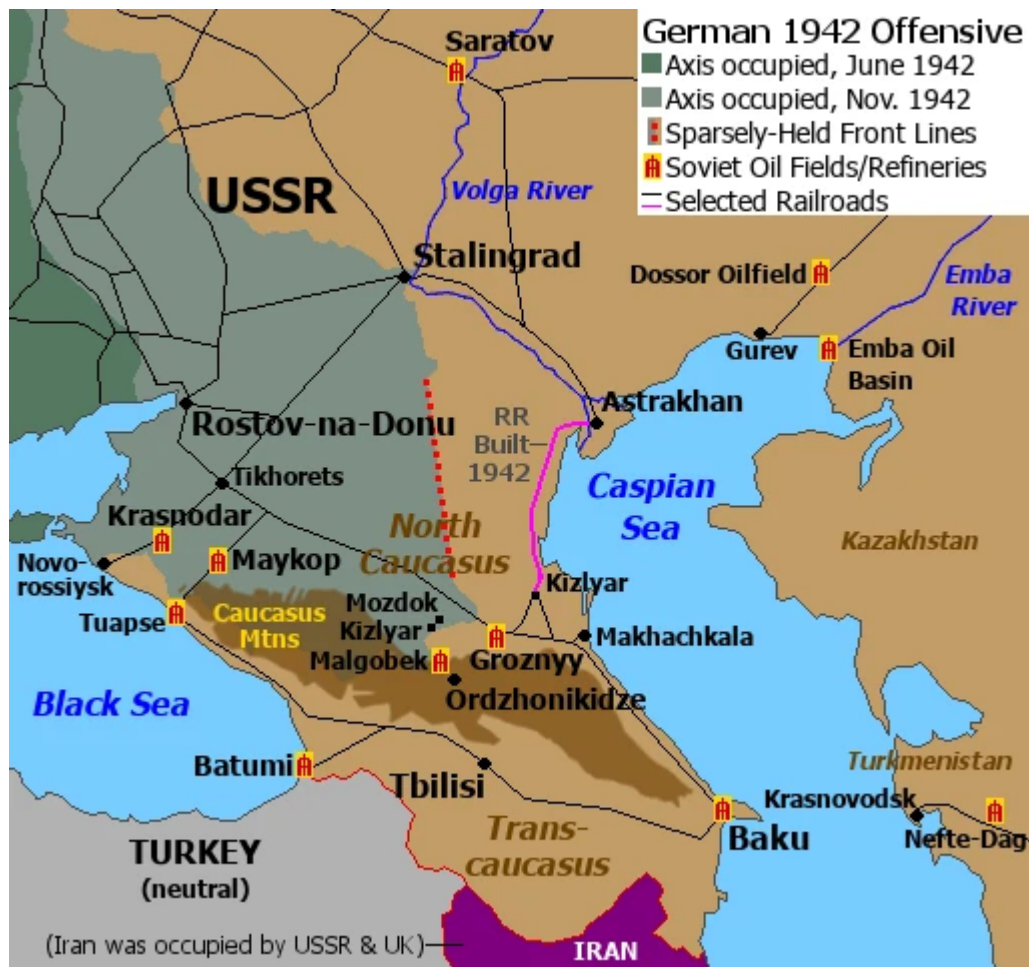 German 1942 Offensive
Axis occupied, June 1942
Axis occupied, Nov. 1942
Sparsely-Held Front Lines
Soviet Oil Fields/Refineries
Selected Railroads
Saratov
USSR
Volga River
Stalingrad
Dossor Oilfield
Emba
River
Gurev
Emba Oil
Basin
Astrakhan
Rostov-na-Donu
RR
Built
1942
Tikhorets
Caspian
Sea
Krasnodar
North
Caucasus
Kazakhstan
Novo-
rossiysk
Maykop
Kizlyar
Tuapse
Caucasus
Mtns
Mozdok
Kizlyar
Makhachkala
Malgobek
Groznyy
Ordzhonikidze
Black Sea
Batumi
Tbilisi
Turkmenistan
Krasnovodsk
Nefte-Dag
Baku
Trans-
caucasus
TURKEY
(neutral)
(Iran was occupied by USSR & UK)
IRAN